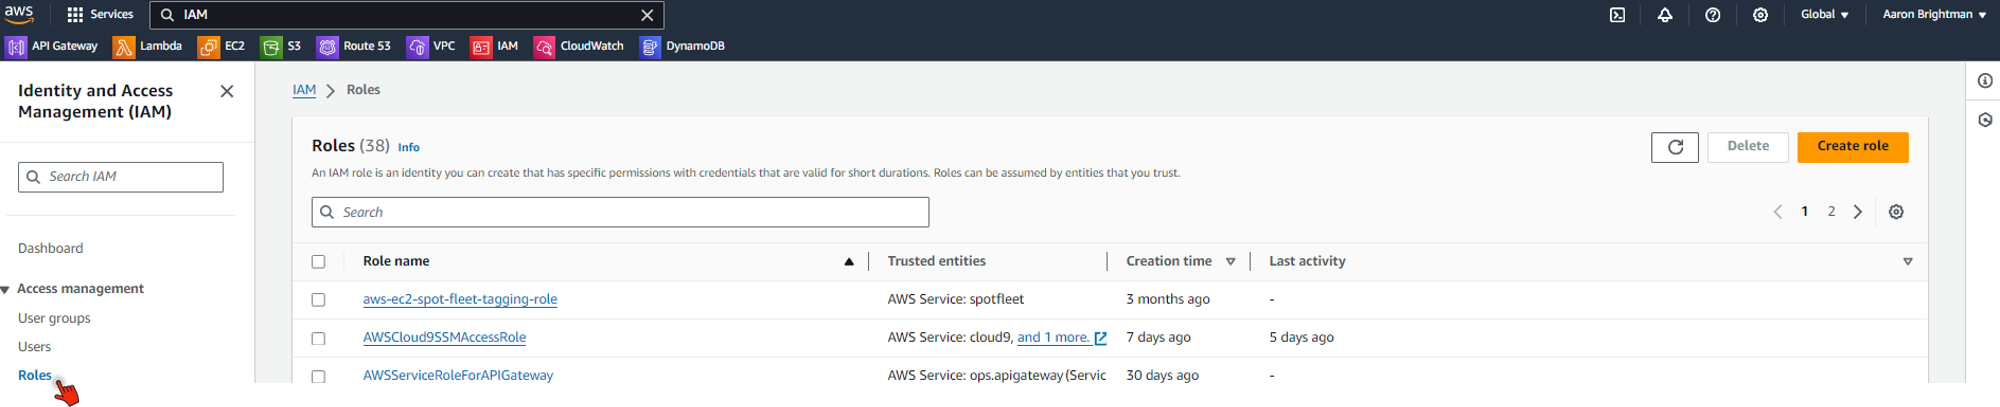 aws Services IAM Global Aaron Brightman
API Gateway Lambda EC2 S3 Route 53 VPC IAM CloudWatch DynamoDB
Identity and Access
Management (IAM)
Search IAM
Dashboard
Access management
User groups
Users
Roles
IAM Roles
Roles (38) Info
Delete Create role
An IAM role is an identity you can create that has specific permissions with credentials that are valid for short durations. Roles can be assumed by entities that you trust.
Search
1 2
Role name Trusted entities Creation time Last activity
aws-ec2-spot-fleet-tagging-role AWS Service: spotfleet 3 months ago -
AWSCloud9SSMAccessRole AWS Service: cloud9, and 1 more. 7 days ago 5 days ago
AWSServiceRoleForAPIGateway AWS Service: ops.apigateway (Servic 30 days ago -